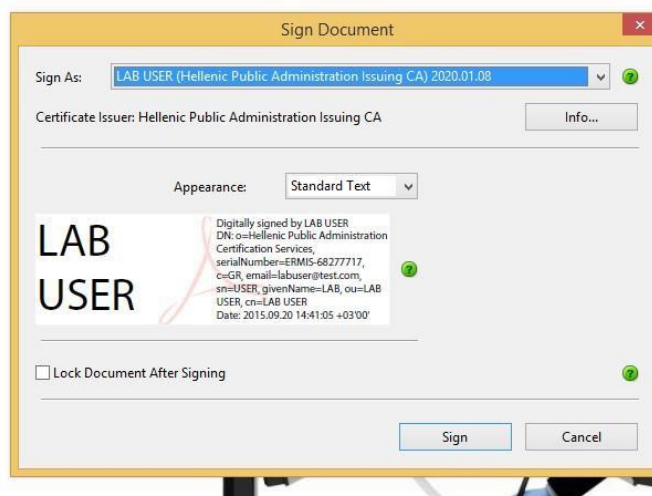 Sign Document
Sign As: LAB USER (Hellenic Public Administration Issuing CA) 2020.01.08
Certificate Issuer: Hellenic Public Administration Issuing CA
Info...
Appearance: Standard Text
LAB
USER
Digitally signed by LAB USER
DN: o=Hellenic Public Administration
Certification Services,
serialNumber=ERMIS-68277717,
c=GR, email=labuser@test.com,
sn=USER, givenName=LAB, ou=LAB
USER, cn=LAB USER
Date: 2015.09.20 14:41:05 +03'00'
Lock Document After Signing
Sign
Cancel